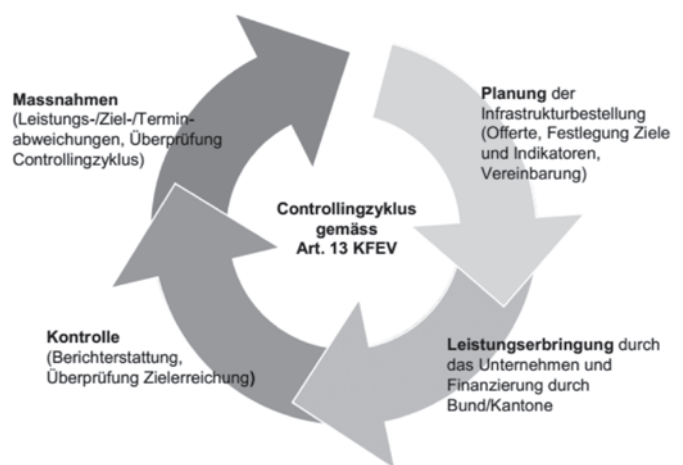 Massnahmen
(Leistungs-/Ziel-/Termin-
abweichungen, Überprüfung
Controllingzyklus)
Planung der
Infrastrukturbestellung
(Offerte, Festlegung Ziele
und Indikatoren,
Vereinbarung)
Controllingzyklus
gemäss
Art. 13 KFEV
Kontrolle
(Berichterstattung,
Überprüfung Zielerreichung)
Leistungserbringung durch
das Unternehmen und
Finanzierung durch
Bund/Kantone